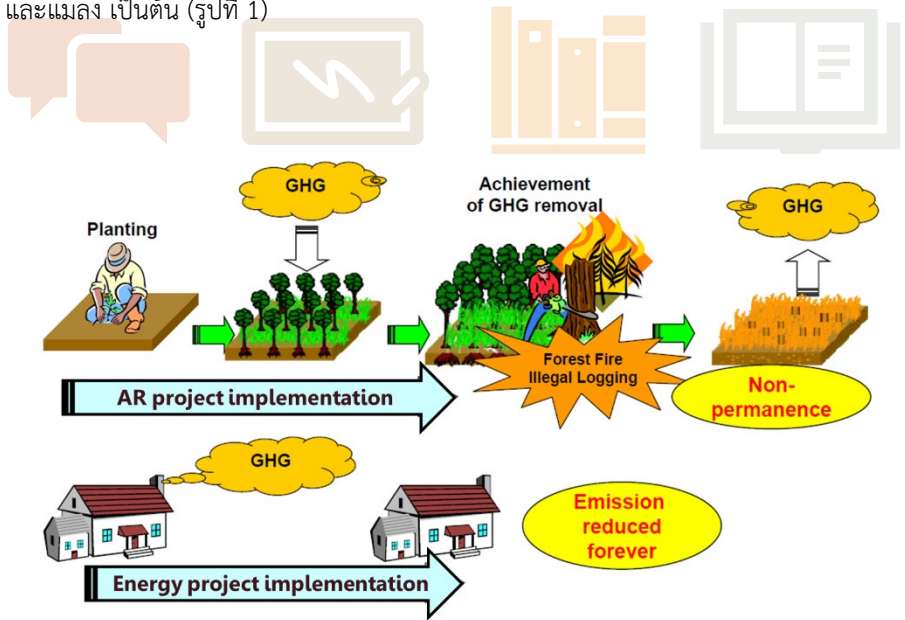 และแมลง เป็นต้น (รูปที่ 1)
GHG
Planting
Achievement
of GHG removal
GHG
Forest Fire
Illegal Logging
Non-
permanence
AR project implementation
GHG
Emission
reduced
forever
Energy project implementation